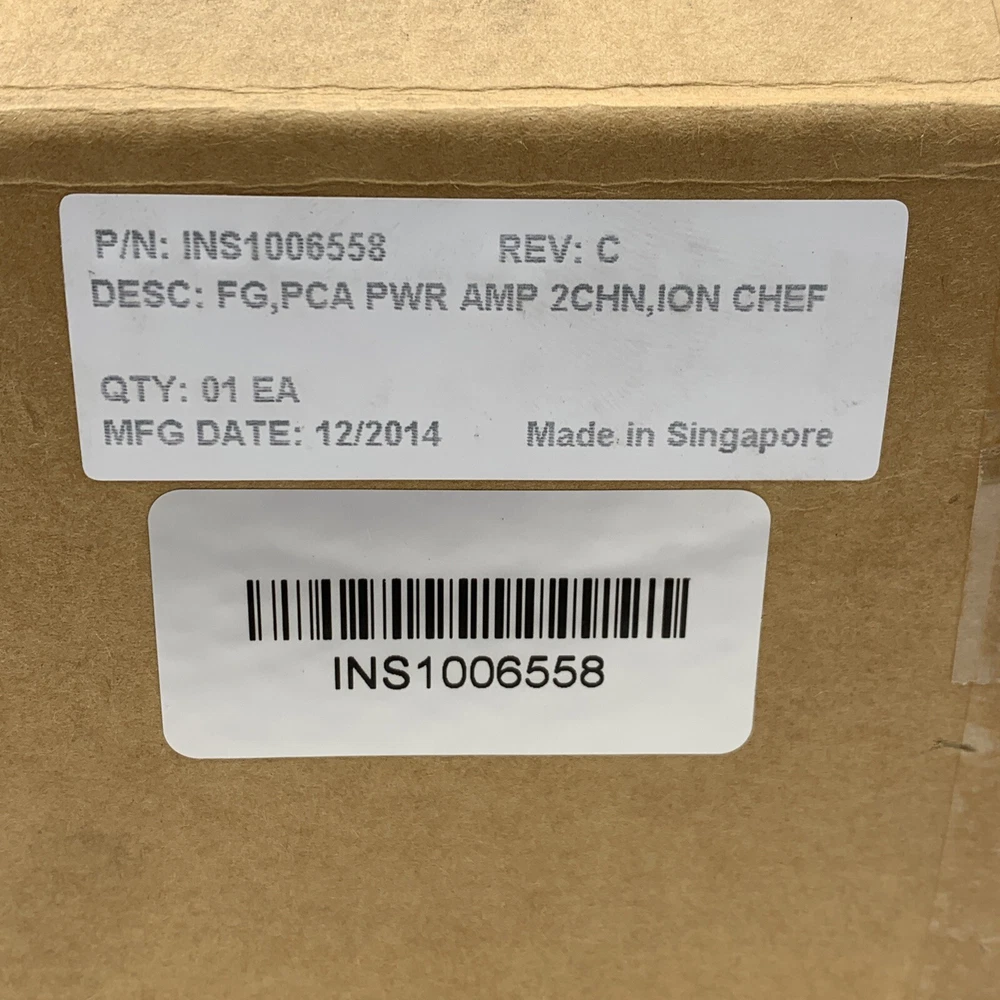 P/N: INS1006558 REV: C
DESC: FG,PCA PWR AMP 2CHN,ION CHEF
QTY: 01 EA
MFG DATE: 12/2014 Made in Singapore
INS1006558